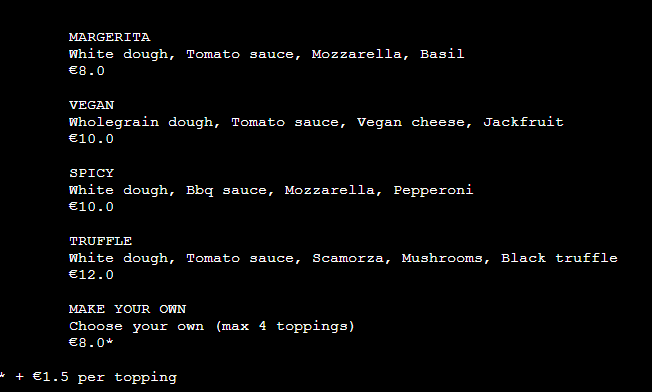 MARGERITA
White dough, Tomato sauce, Mozzarella, Basil
€8.0
VEGAN
Wholegrain dough, Tomato sauce, Vegan cheese, Jackfruit
€10.0
SPICY
White dough, Bbq sauce, Mozzarella, Pepperoni
€10.0
TRUFFLE
White dough, Tomato sauce, Scamorza, Mushrooms, Black truffle
€12.0
MAKE YOUR OWN
Choose your own (max 4 toppings)
€8.0*
* + €1.5 per topping